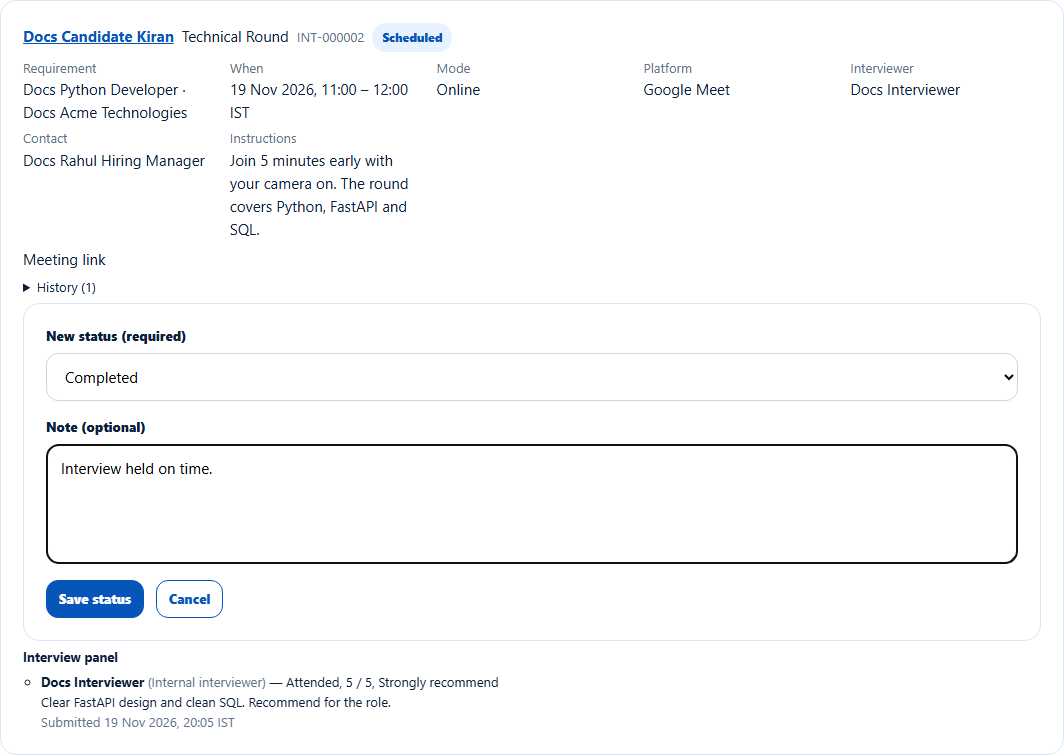 Docs Candidate Kiran Technical Round INT-000002 Scheduled
Requirement
Docs Python Developer ·
Docs Acme Technologies
When
19 Nov 2026, 11:00 – 12:00
IST
Mode
Online
Platform
Google Meet
Interviewer
Docs Interviewer
Contact
Docs Rahul Hiring Manager
Instructions
Join 5 minutes early with
your camera on. The round
covers Python, FastAPI and
SQL.
Meeting link
History (1)
New status (required)
Completed
Note (optional)
Interview held on time.
Save status
Cancel
Interview panel
Docs Interviewer (Internal interviewer) — Attended, 5 / 5, Strongly recommend
Clear FastAPI design and clean SQL. Recommend for the role.
Submitted 19 Nov 2026, 20:05 IST